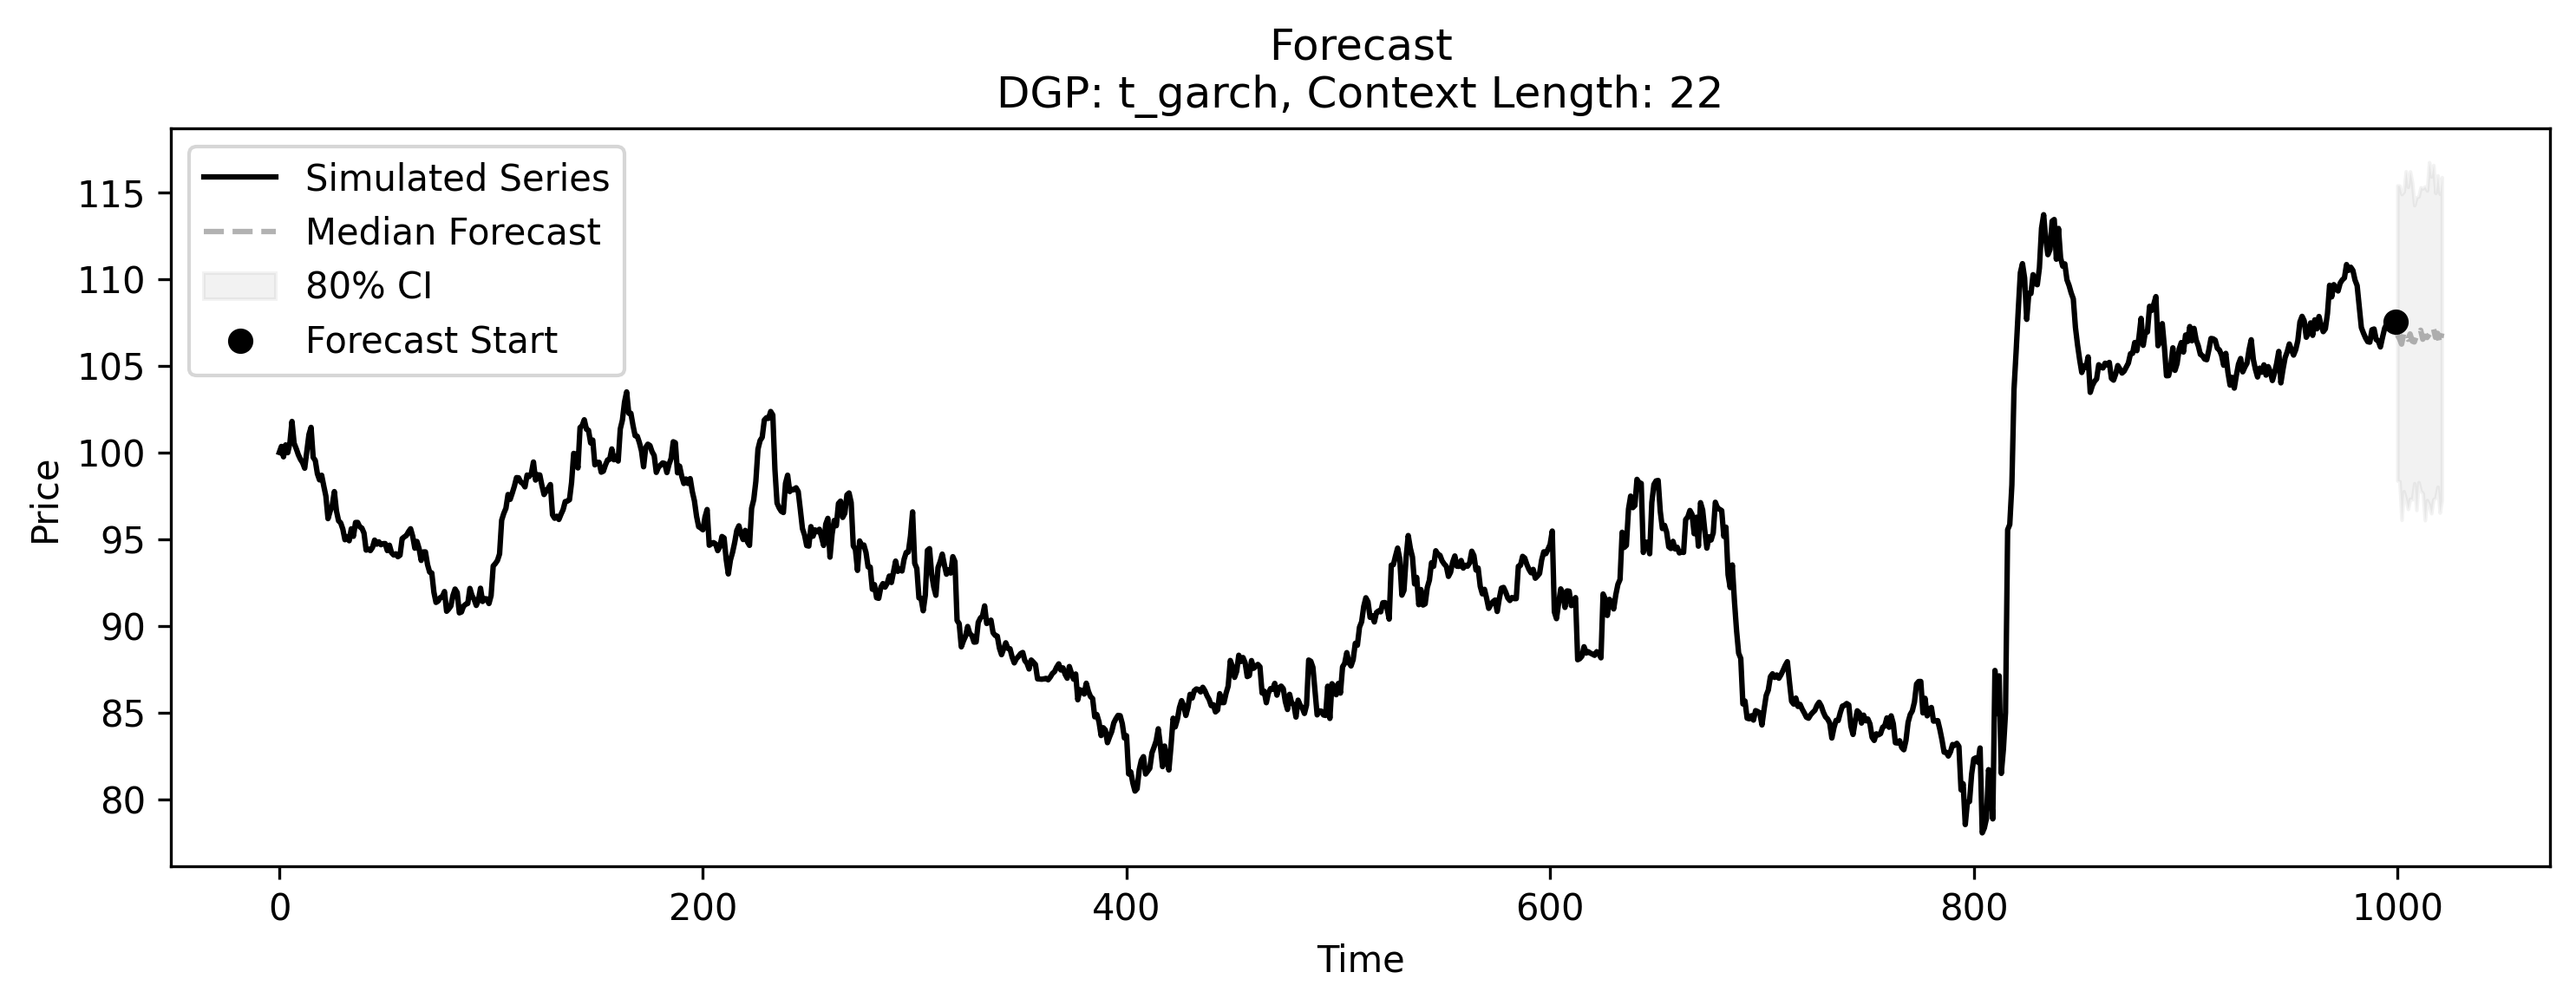 Forecast
DGP: t_garch, Context Length: 22
Simulated Series
Median Forecast
80% CI
Forecast Start
Price
115
110
105
100
95
90
85
80
0
200
400
600
800
1000
Time